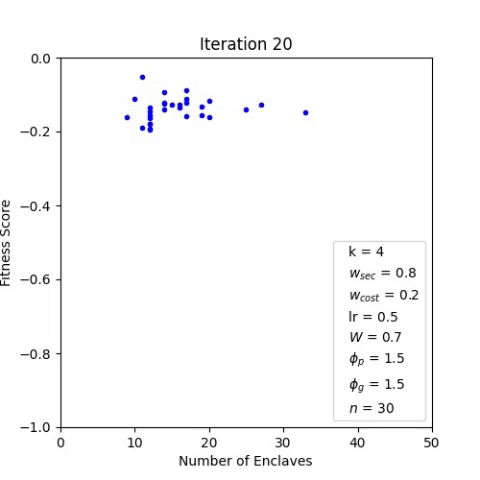 Iteration 20
0.0
−0.2
−0.4
−0.6
−0.8
−1.0
Fitness Score
k = 4
w_sec = 0.8
w_cost = 0.2
lr = 0.5
W = 0.7
ϕ_p = 1.5
ϕ_g = 1.5
n = 30
0 10 20 30 40 50
Number of Enclaves